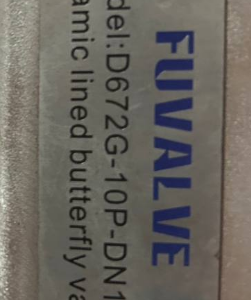 FUVALVE
del:D672G-10P-DN1
amic lined butterfly va